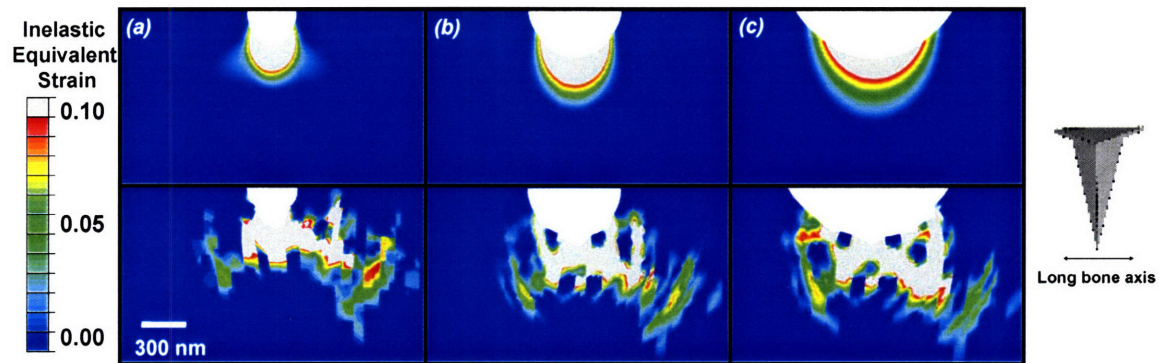 Inelastic
Equivalent
Strain
0.10
0.05
0.00
(a)
(b)
(c)
300 nm
Long bone axis